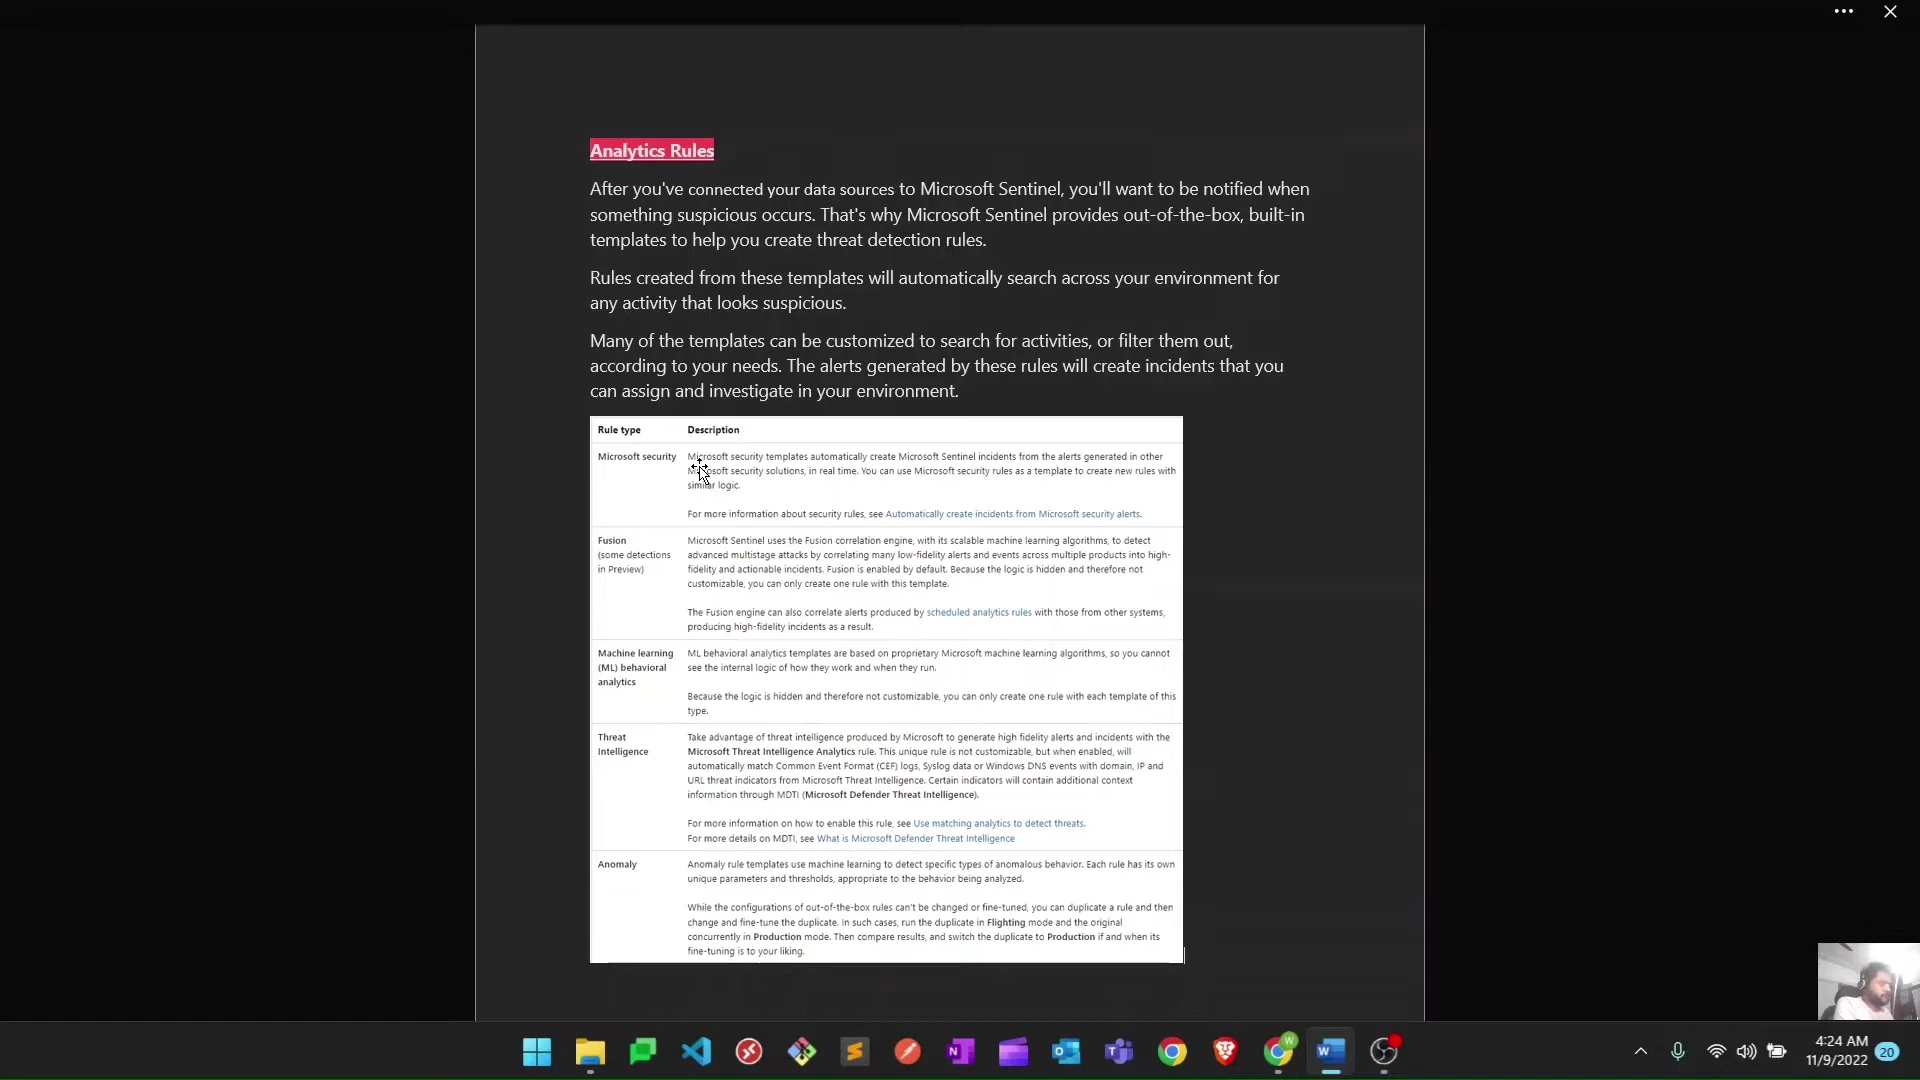 Analytics Rules
After you've connected your data sources to Microsoft Sentinel, you'll want to be notified when
something suspicious occurs. That's why Microsoft Sentinel provides out-of-the-box, built-in
templates to help you create threat detection rules.
Rules created from these templates will automatically search across your environment for
any activity that looks suspicious.
Many of the templates can be customized to search for activities, or filter them out,
according to your needs. The alerts generated by these rules will create incidents that you
can assign and investigate in your environment.
Rule type Description
Microsoft security Microsoft security templates automatically create Microsoft Sentinel incidents from the alerts generated in other
Microsoft security solutions, in real time. You can use Microsoft security rules as a template to create new rules with
similar logic.
For more information about security rules, see Automatically create incidents from Microsoft security alerts.
Fusion Microsoft Sentinel uses the Fusion correlation engine, with its scalable machine learning algorithms, to detect
(some detections advanced multistage attacks by correlating many low-fidelity alerts and events across multiple products into high-
in Preview) fidelity and actionable incidents. Fusion is enabled by default. Because the logic is hidden and therefore not
customizable, you can only create one rule with this template.
The Fusion engine can also correlate alerts produced by scheduled analytics rules with those from other systems,
producing high-fidelity incidents as a result.
Machine learning ML behavioral analytics templates are based on proprietary Microsoft machine learning algorithms, so you cannot
(ML) behavioral see the internal logic of how they work and when they run.
analytics
Because the logic is hidden and therefore not customizable, you can only create one rule with each template of this
type.
Threat Take advantage of threat intelligence produced by Microsoft to generate high fidelity alerts and incidents with the
Intelligence Microsoft Threat Intelligence Analytics rule. This unique rule is not customizable, but when enabled, will
automatically match Common Event Format (CEF) logs, Syslog data or Windows DNS events with domain, IP and
URL threat indicators from Microsoft Threat Intelligence. Certain indicators will contain additional context
information through MDTI (Microsoft Defender Threat Intelligence).
For more information on how to enable this rule, see Use matching analytics to detect threats.
For more details on MDTI, see What is Microsoft Defender Threat Intelligence
Anomaly Anomaly rule templates use machine learning to detect specific types of anomalous behavior. Each rule has its own
unique parameters and thresholds, appropriate to the behavior being analyzed.
While the configurations of out-of-the-box rules can't be changed or fine-tuned, you can duplicate a rule and then
change and fine-tune the duplicate. In such cases, run the duplicate in Flighting mode and the original
concurrently in Production mode. Then compare results, and switch the duplicate to Production if and when its
fine-tuning is to your liking.
4:24 AM
11/9/2022 20